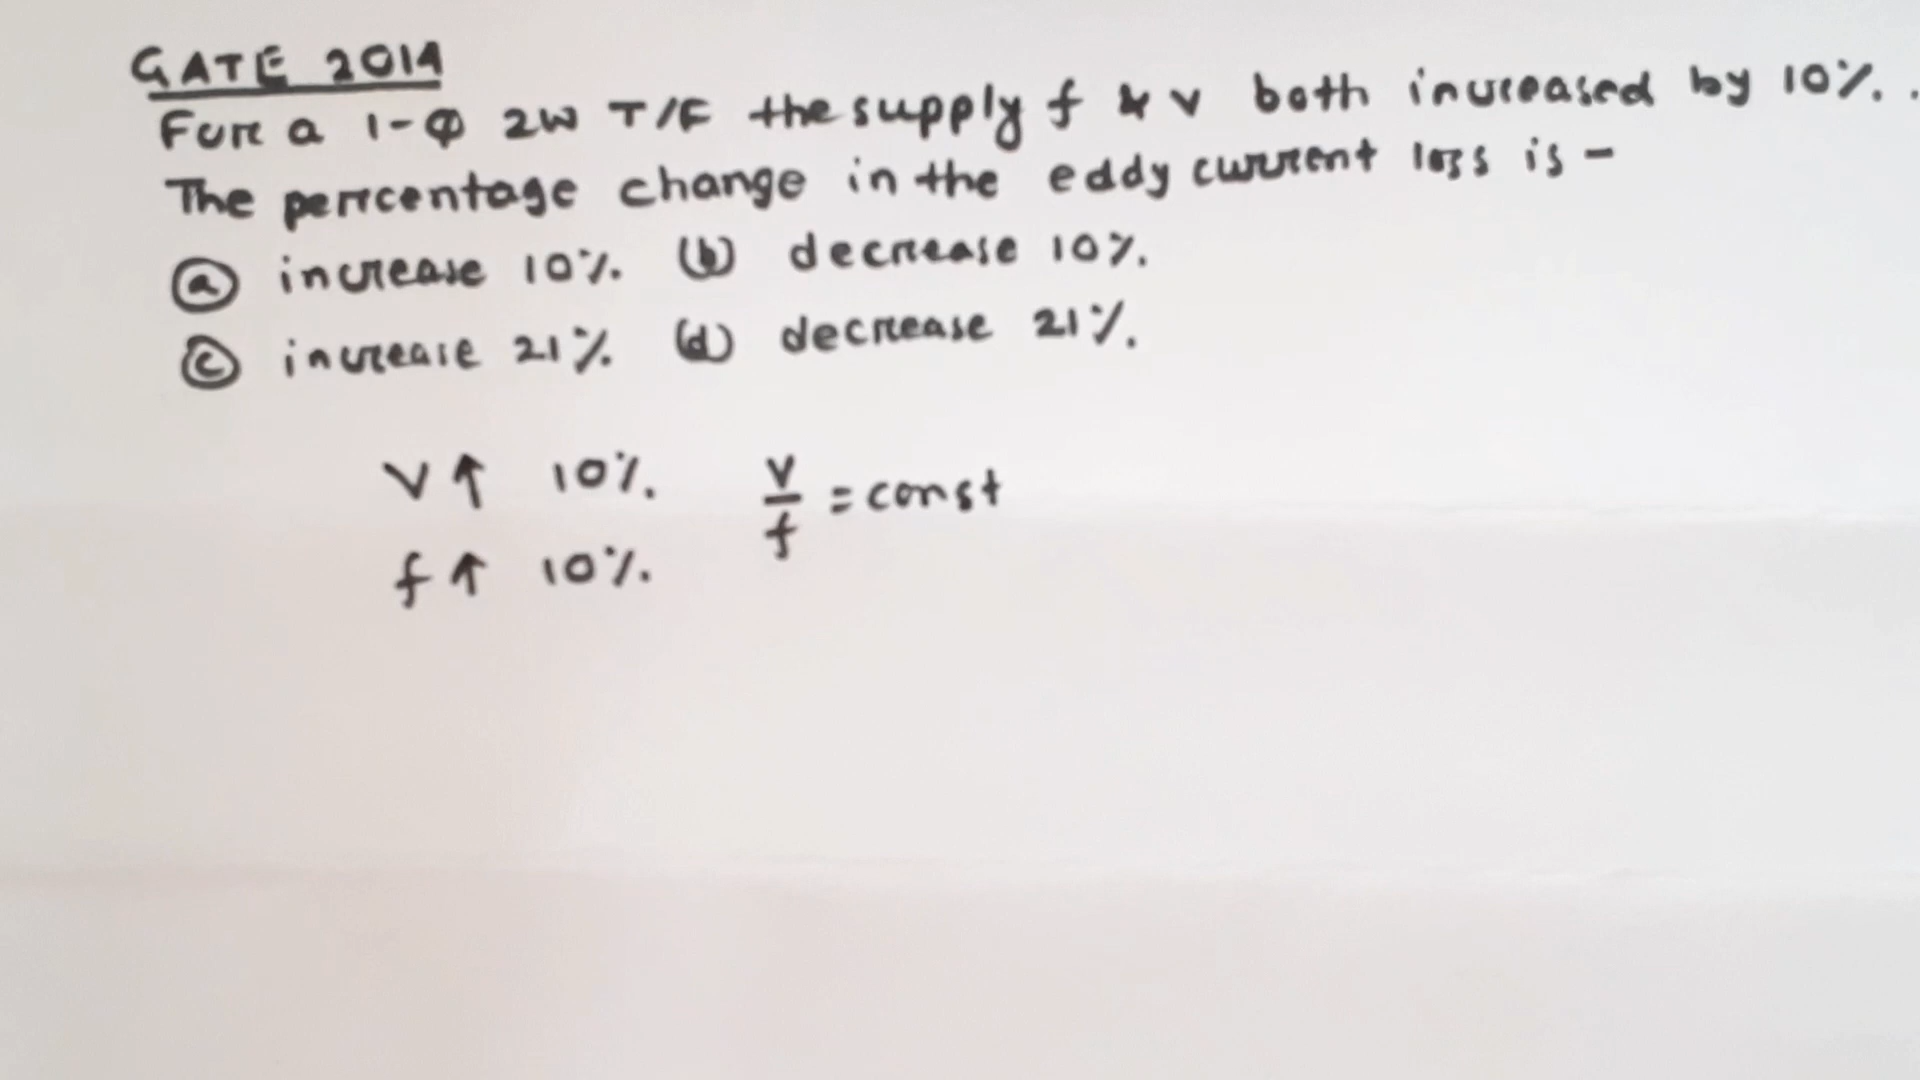 GATE 2014
For a 1-Φ 2W T/F the supply f & v both increased by 10%.
The percentage change in the eddy current loss is -
ⓐ increase 10%. (b) decrease 10%.
ⓒ increase 21%. (d) decrease 21%.
V↑ 10%. V/f = const
f↑ 10%.